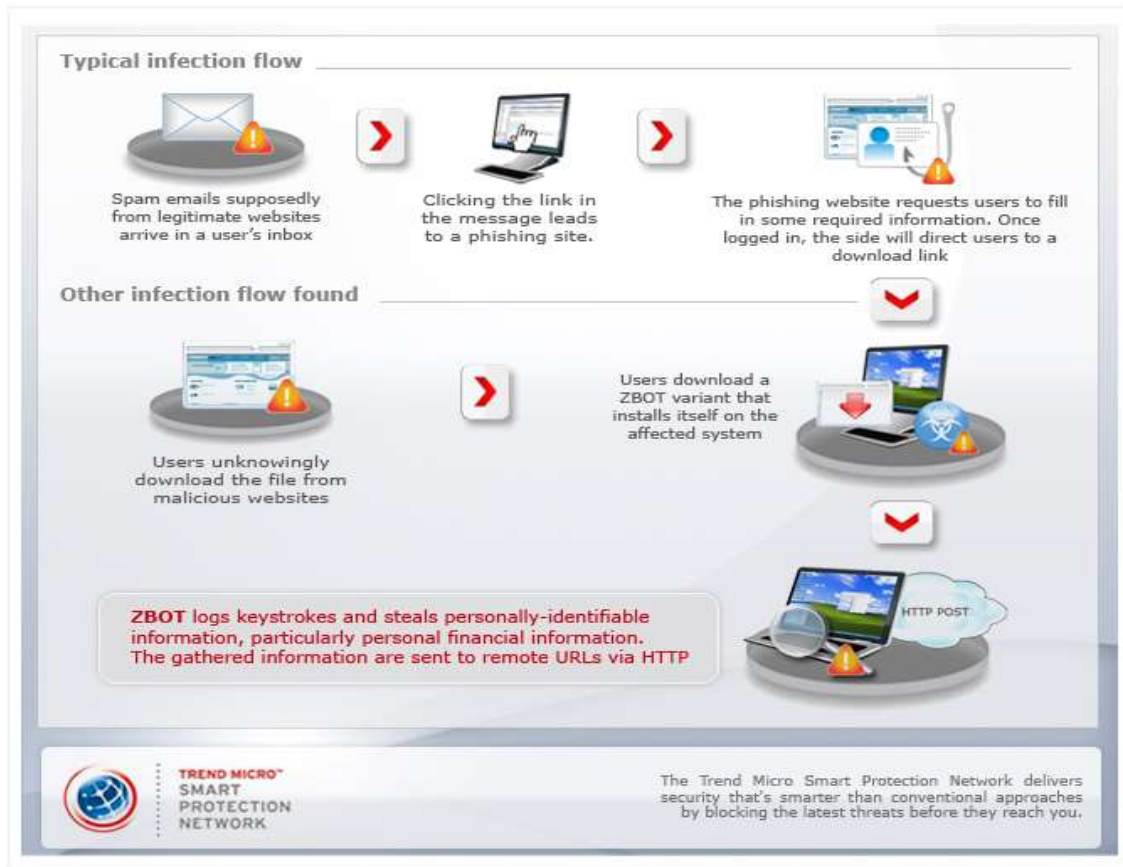 Typical infection flow
Spam emails supposedly
from legitimate websites
arrive in a user's inbox
Clicking the link in
the message leads
to a phishing site.
The phishing website requests users to fill
in some required information. Once
logged in, the side will direct users to a
download link
Other infection flow found
Users unknowingly
download the file from
malicious websites
Users download a
ZBOT variant that
installs itself on the
affected system
HTTP POST
ZBOT logs keystrokes and steals personally-identifiable
information, particularly personal financial information.
The gathered information are sent to remote URLs via HTTP
TREND MICRO™
SMART
PROTECTION
NETWORK
The Trend Micro Smart Protection Network delivers
security that's smarter than conventional approaches
by blocking the latest threats before they reach you.